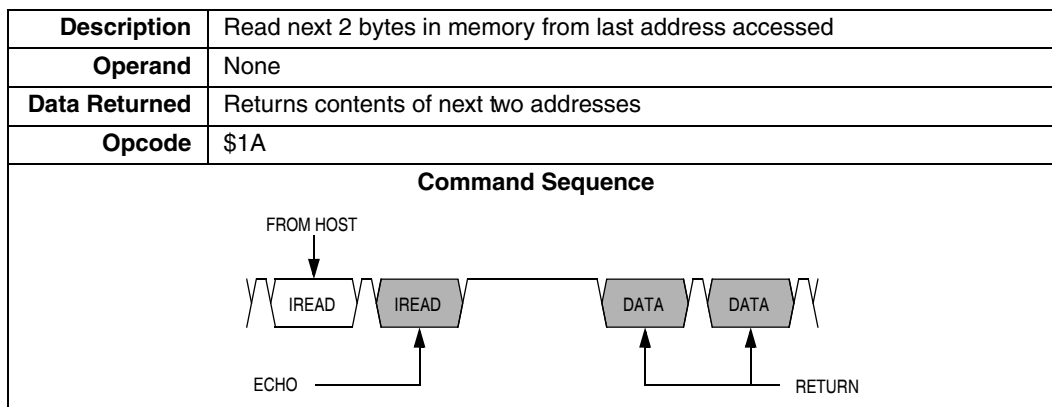 Description Read next 2 bytes in memory from last address accessed
Operand None
Data Returned Returns contents of next two addresses
Opcode $1A
Command Sequence
FROM HOST
IREAD IREAD DATA DATA
ECHO RETURN